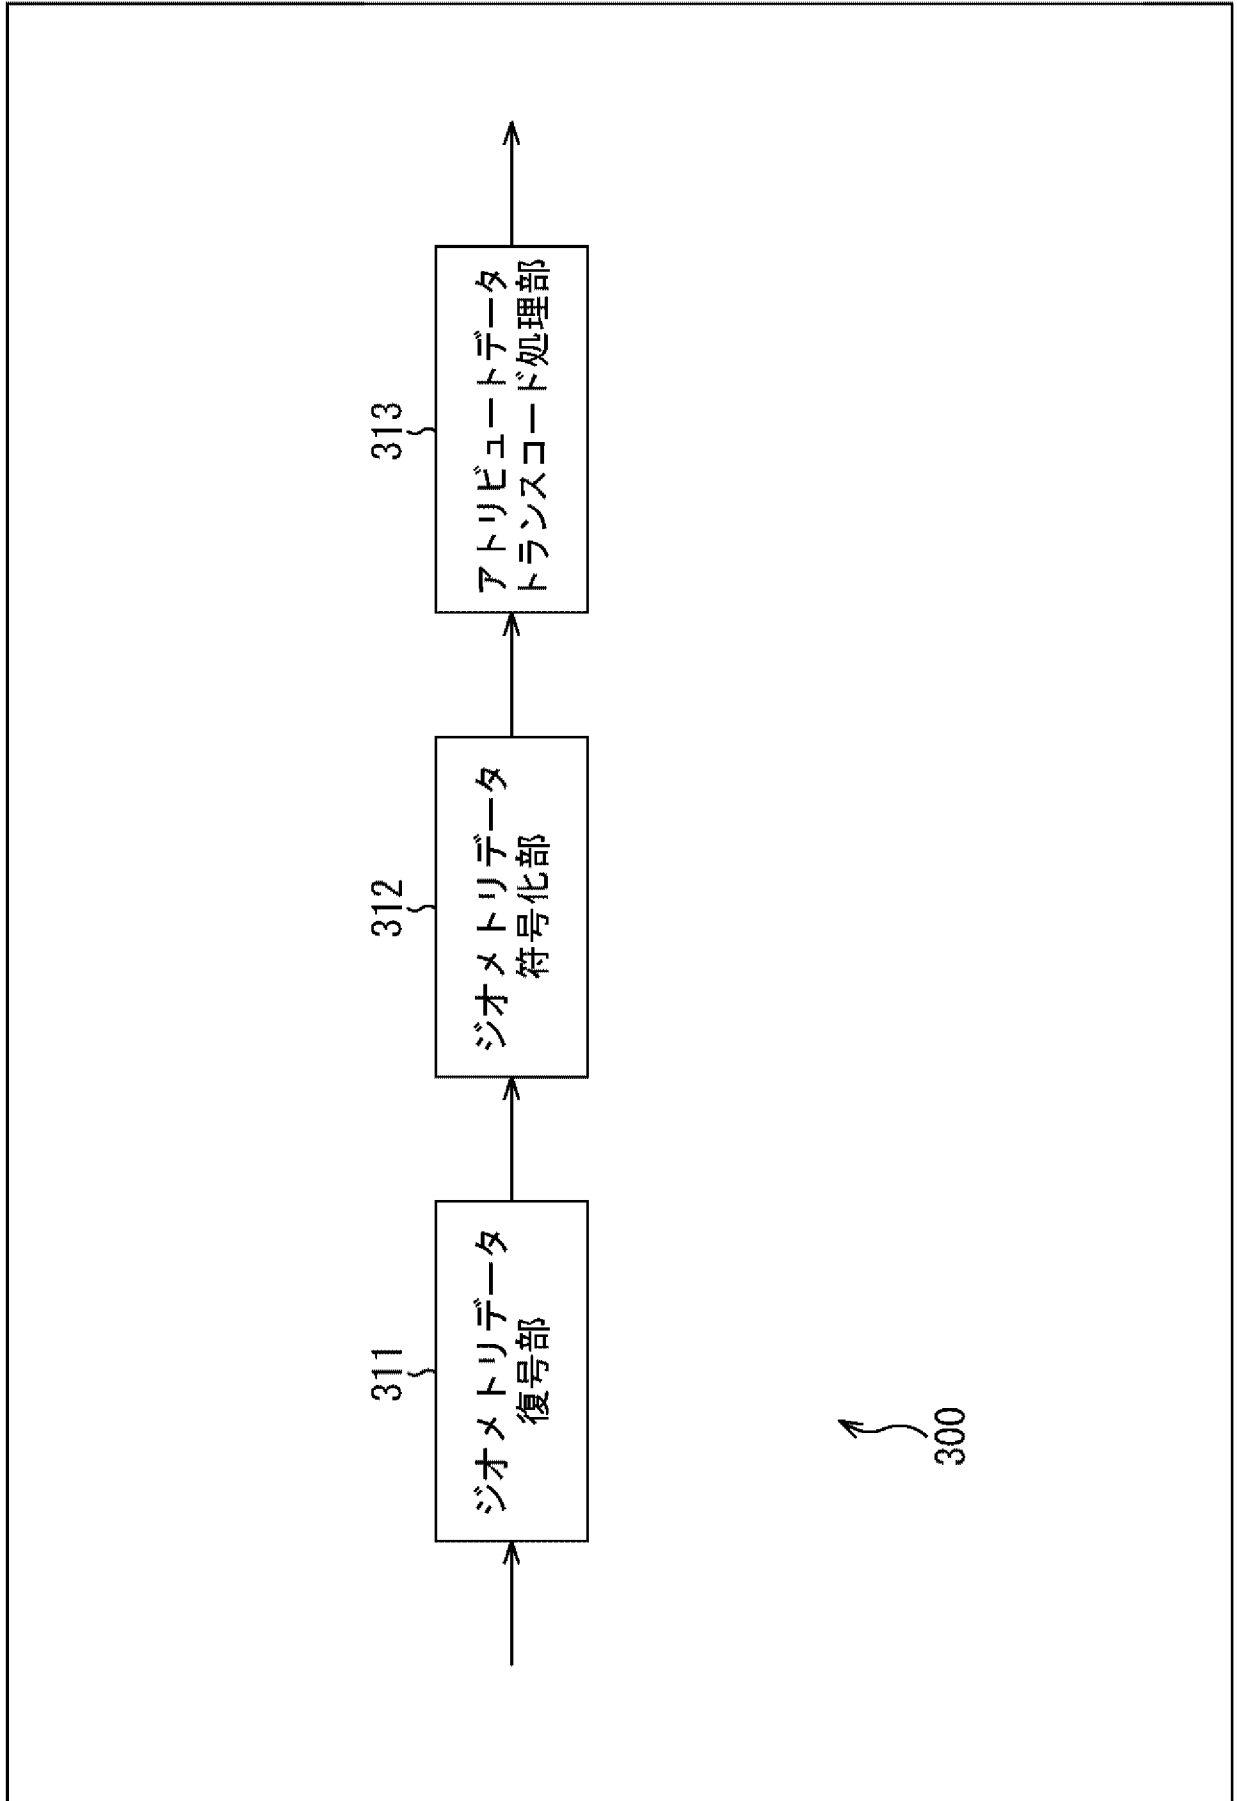 311
ジオメトリデータ
復号部
312
ジオメトリデータ
符号化部
313
アトリビュートデータ
トランスコード処理部
300